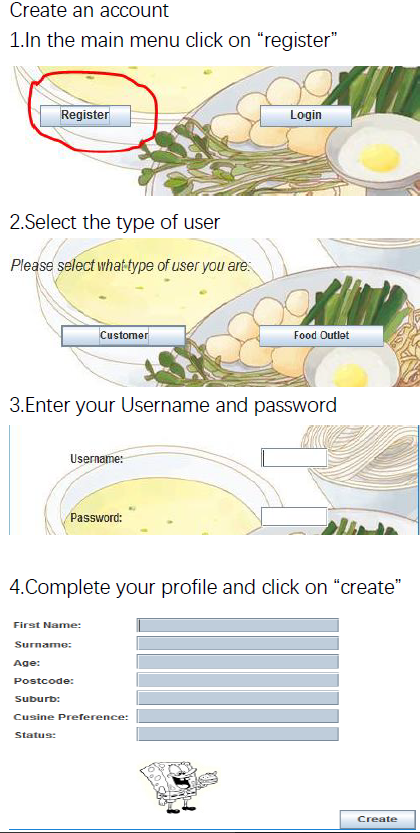 Create an account
1.In the main menu click on “register”
Register
Login
2.Select the type of user
Please select what type of user you are:
Customer
Food Outlet
3.Enter your Username and password
Username:
Password:
4.Complete your profile and click on “create”
First Name:
Surname:
Age:
Postcode:
Suburb:
Cusine Preference:
Status:
Create